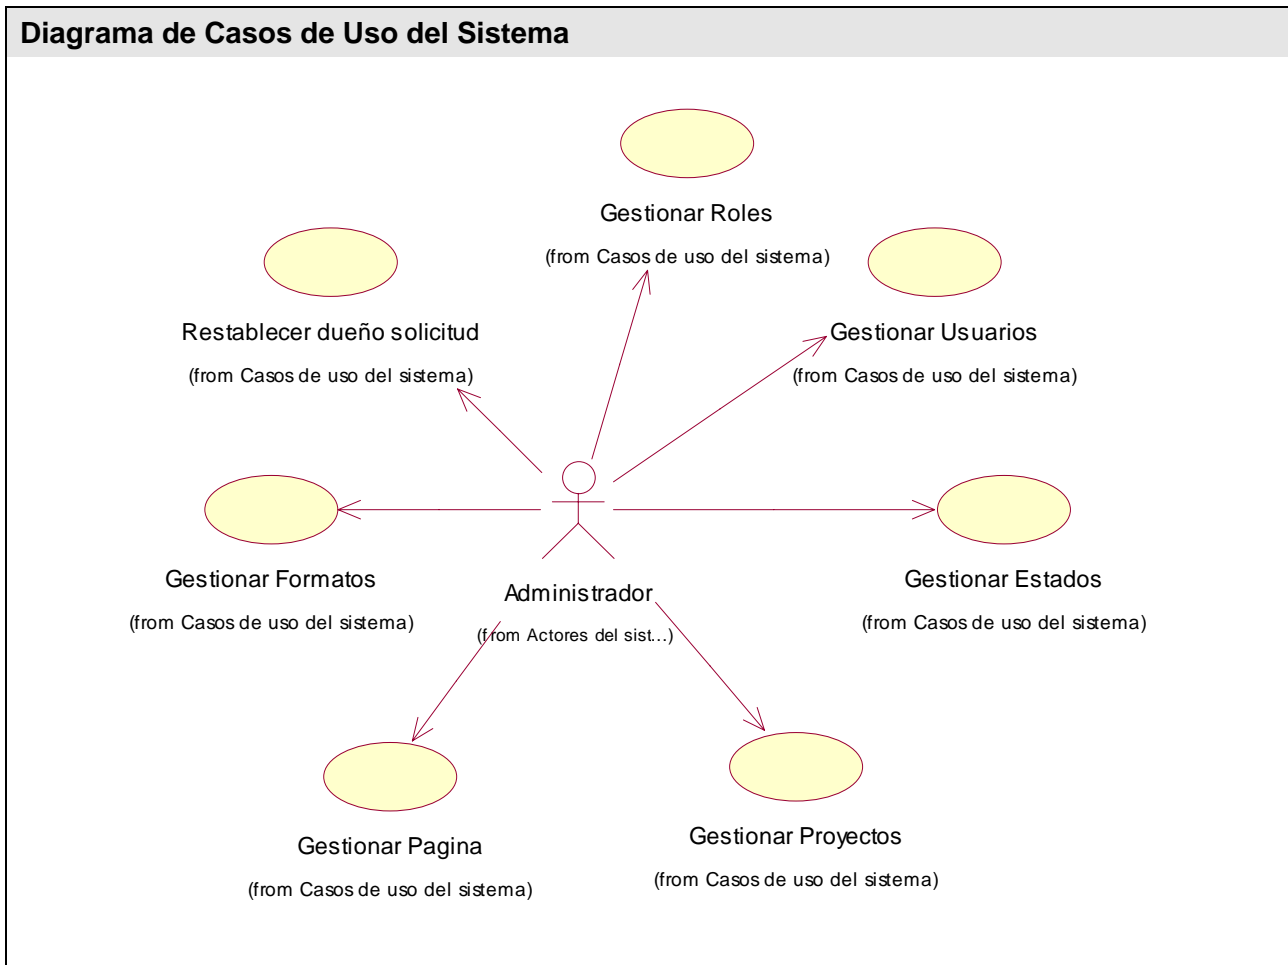 Diagrama de Casos de Uso del Sistema
Gestionar Roles
(from Casos de uso del sistema)
Restablecer dueño solicitud
(from Casos de uso del sistema)
Gestionar Usuarios
(from Casos de uso del sistema)
Gestionar Formatos
(from Casos de uso del sistema)
Administrador
(from Actores del sist...)
Gestionar Estados
(from Casos de uso del sistema)
Gestionar Pagina
(from Casos de uso del sistema)
Gestionar Proyectos
(from Casos de uso del sistema)